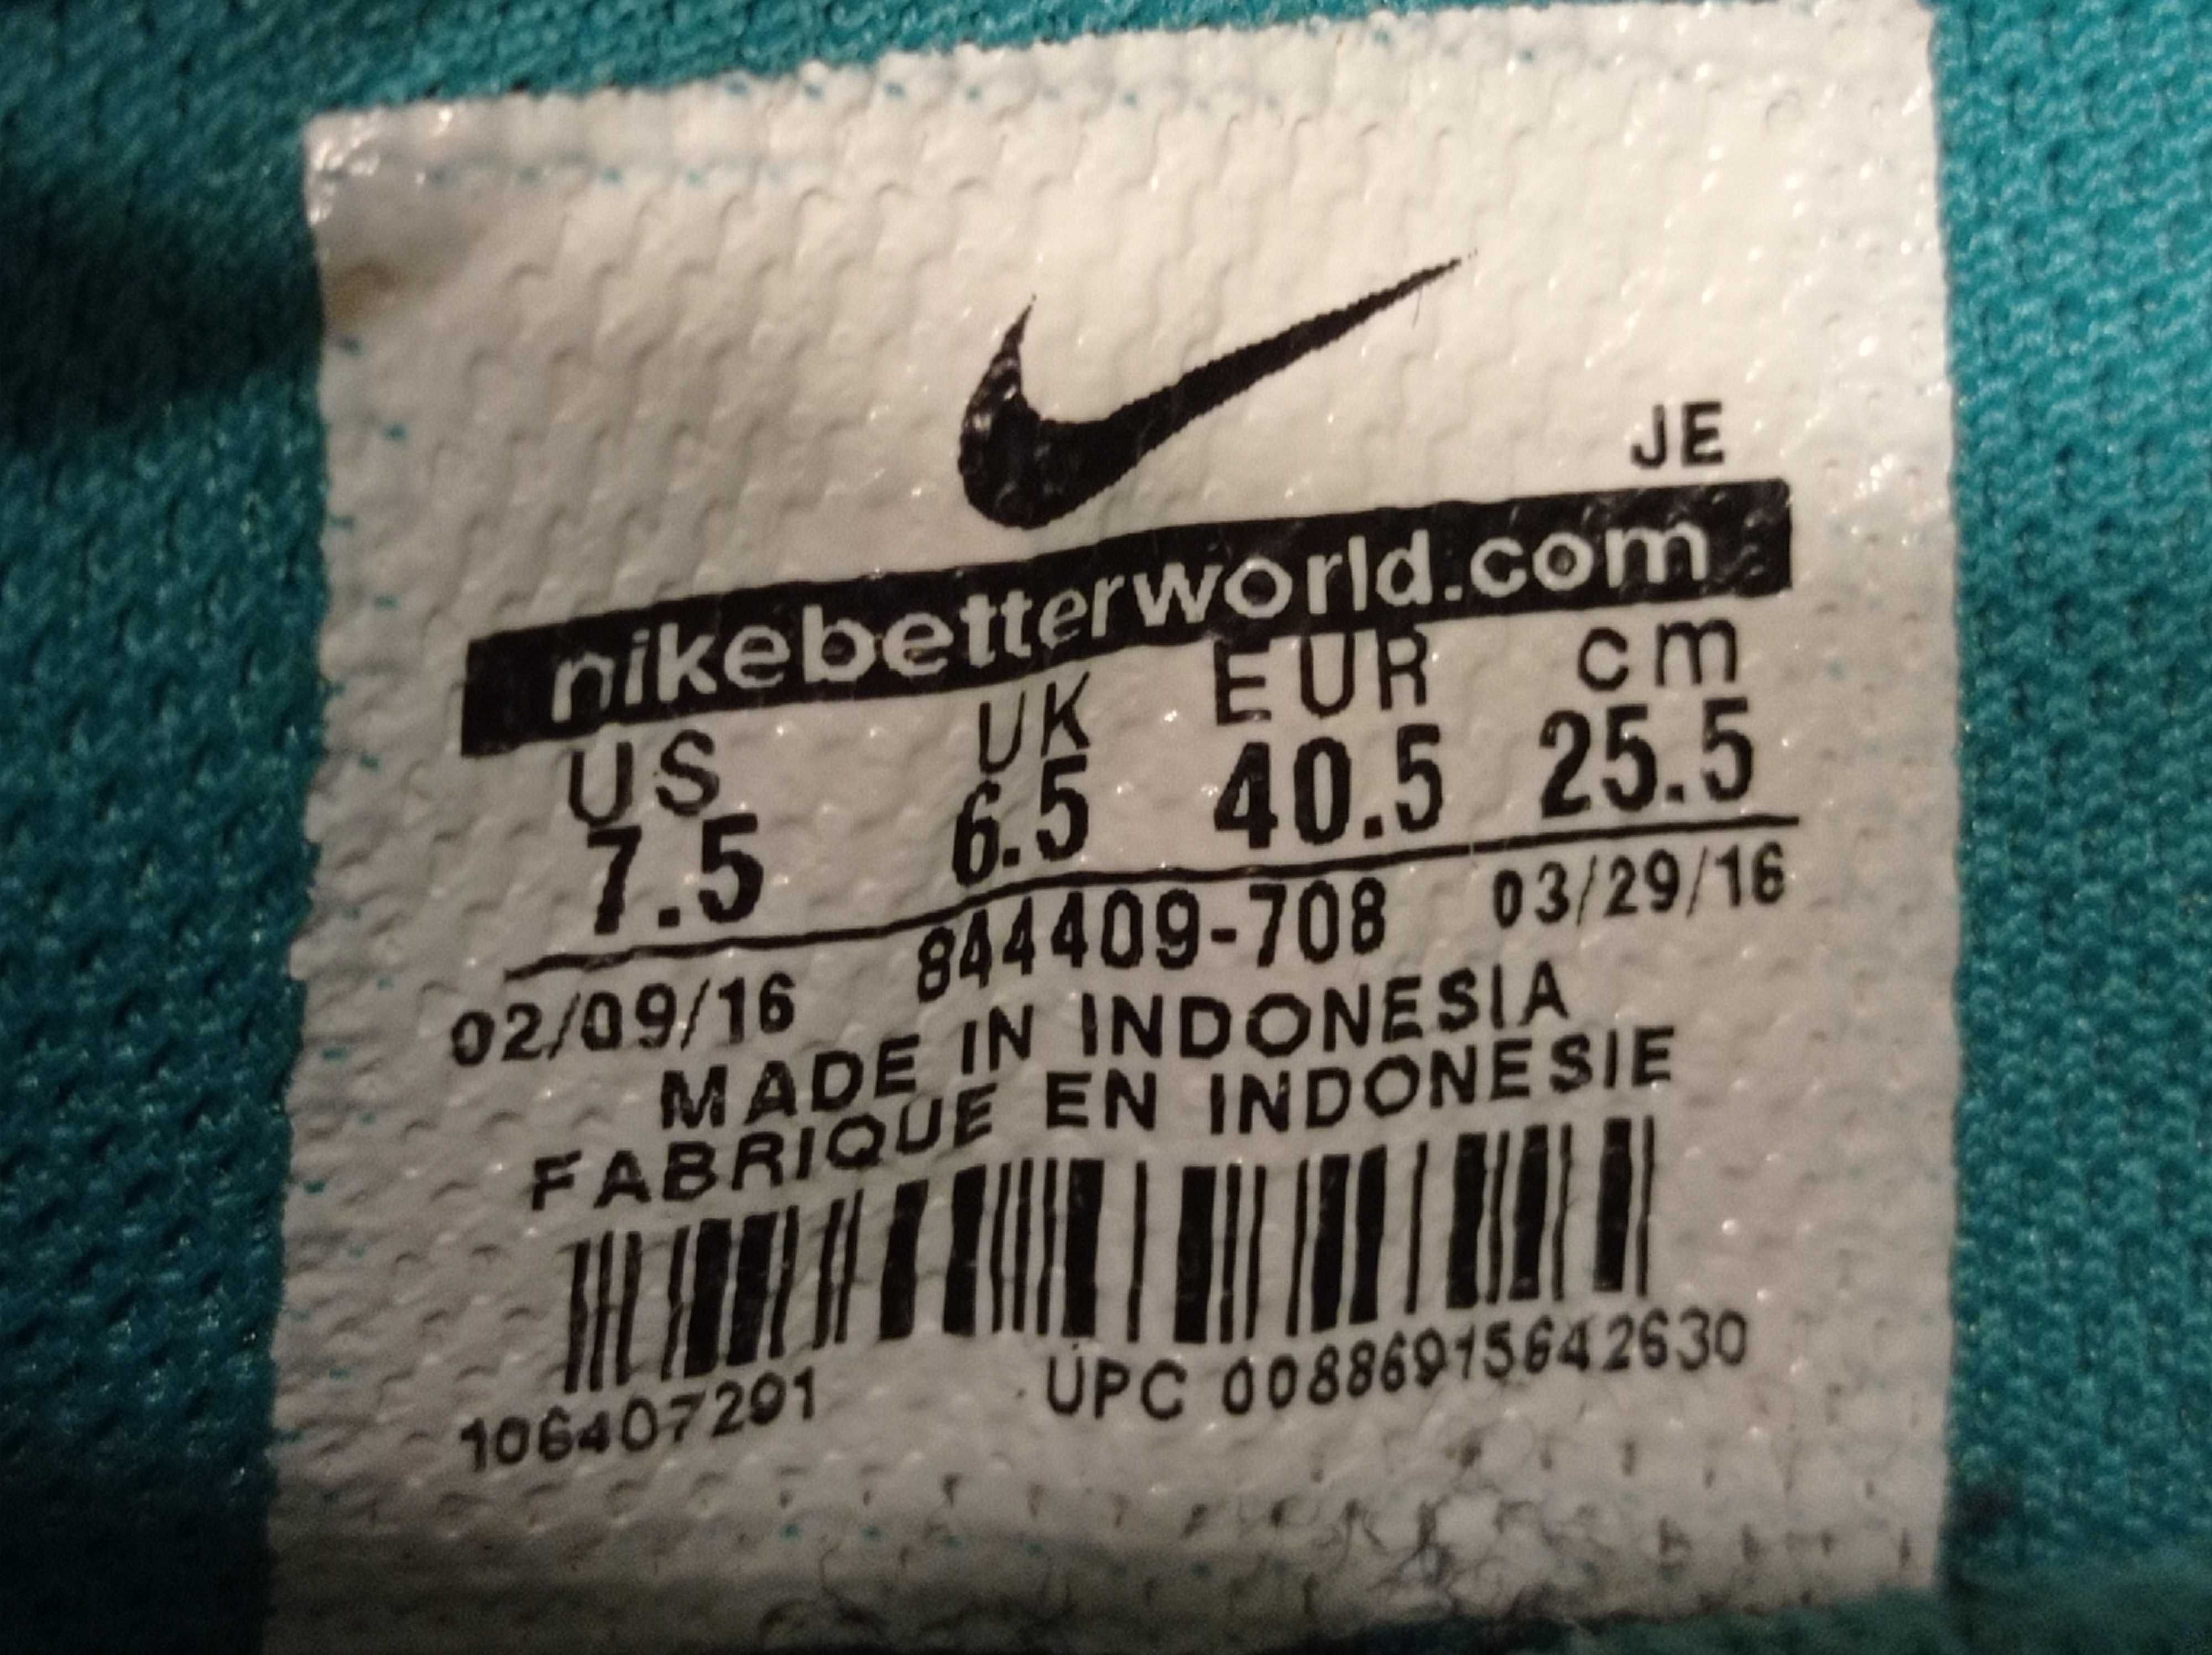 JE
nikebetterworld.com
US UK EUR cm
7.5 6.5 40.5 25.5
02/09/16 844409-708 03/29/16
MADE IN INDONESIA
FABRIQUE EN INDONESIE
106407291 UPC 00886915642630